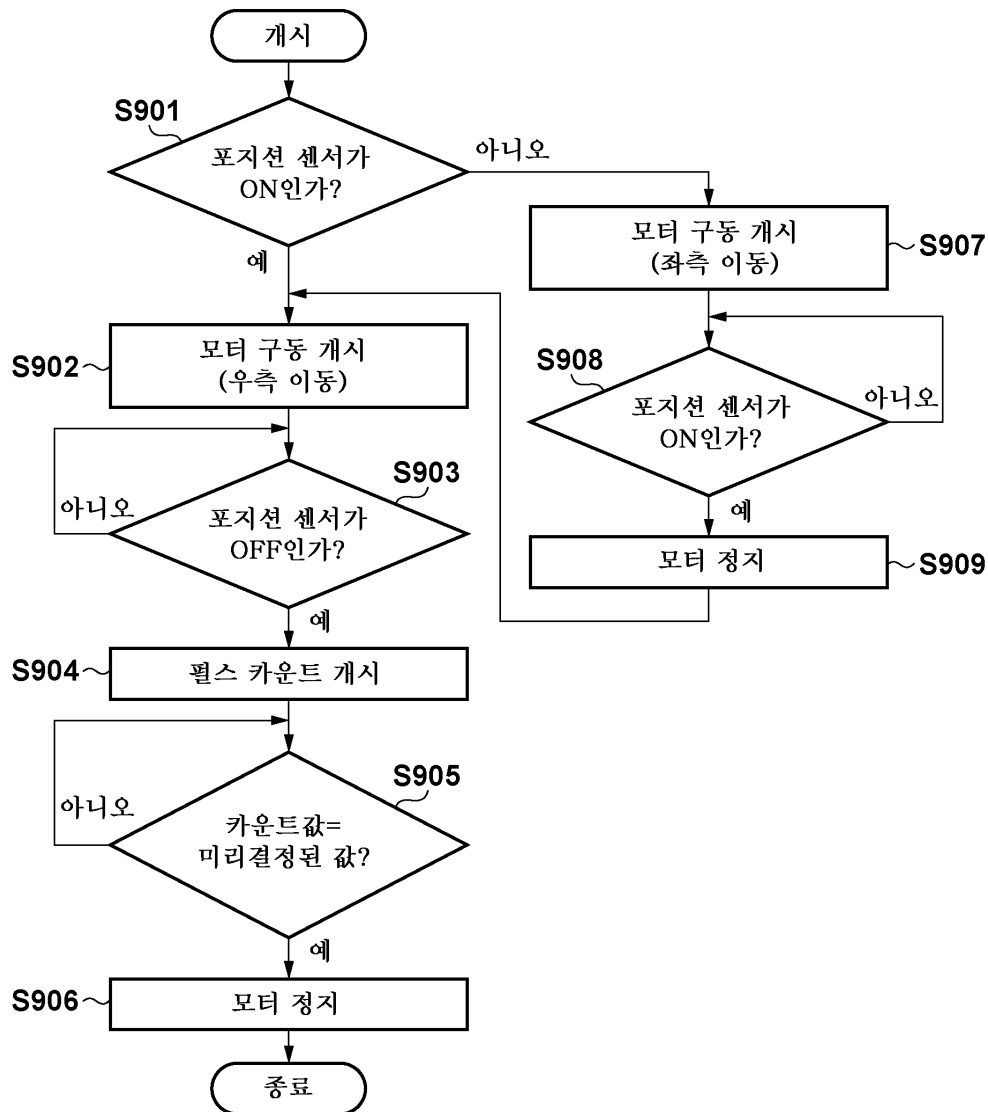 개시
S901
포지션 센서가
ON인가?
아니오
예
모터 구동 개시
(좌측 이동)
S907
S902
모터 구동 개시
(우측 이동)
S908
포지션 센서가
ON인가?
아니오
예
S903
포지션 센서가
OFF인가?
아니오
예
모터 정지
S909
S904
펄스 카운트 개시
S905
카운트값=
미리결정된 값?
아니오
예
S906
모터 정지
종료